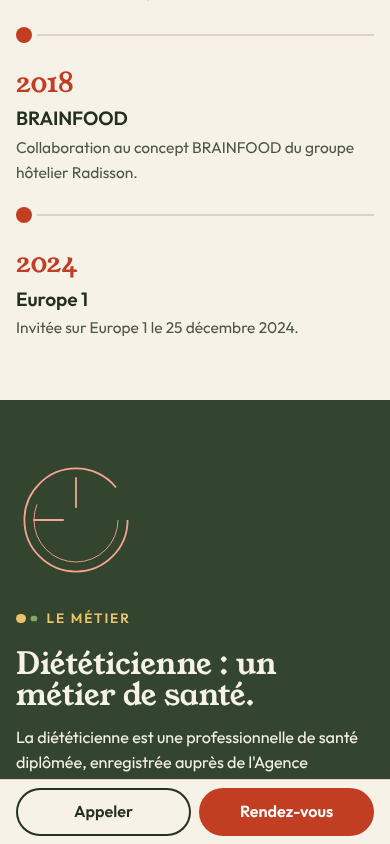 2018
BRAINFOOD
Collaboration au concept BRAINFOOD du groupe
hôtelier Radisson.
2024
Europe 1
Invitée sur Europe 1 le 25 décembre 2024.
LE MÉTIER
Diététicienne : un
métier de santé.
La diététicienne est une professionnelle de santé
diplômée, enregistrée auprès de l'Agence
Appeler
Rendez-vous